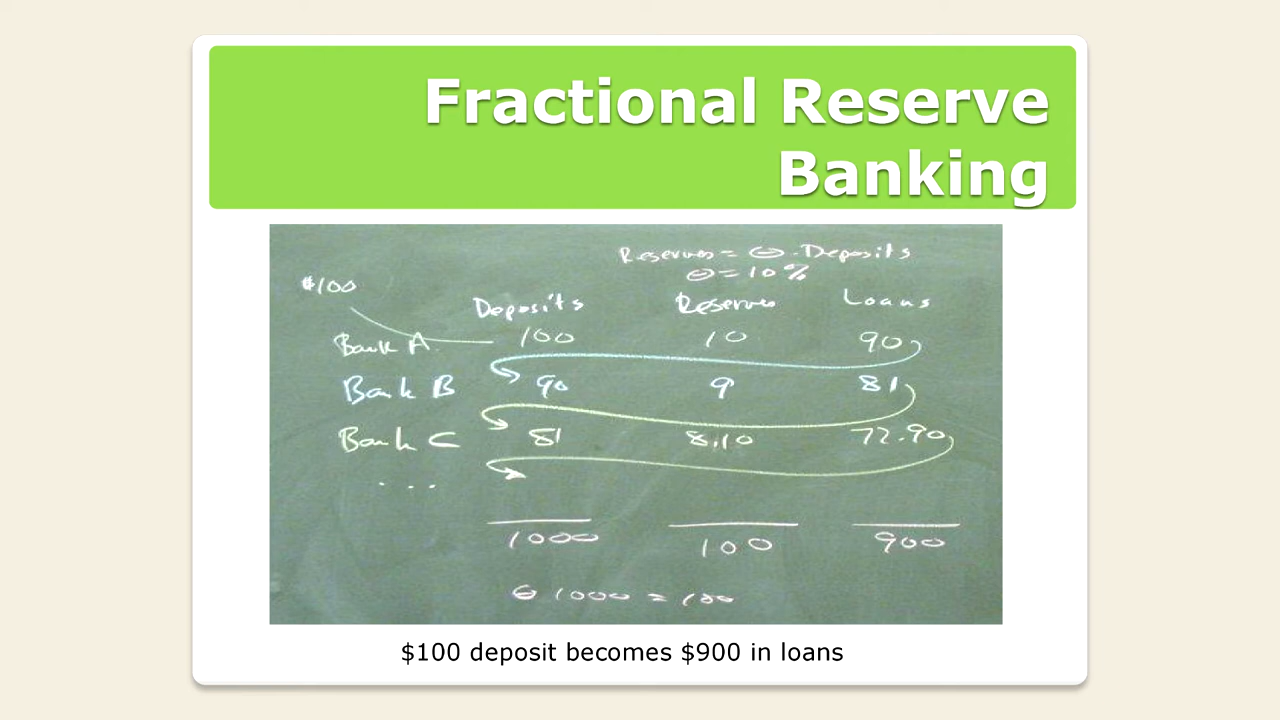 Fractional Reserve
Banking
Reserves = θ · Deposits
θ = 10%
$100
Deposits Reserves Loans
Bank A 100 10 90
Bank B 90 9 81
Bank C 81 8.10 72.90
....
1000 100 900
θ 1000 = 100
$100 deposit becomes $900 in loans